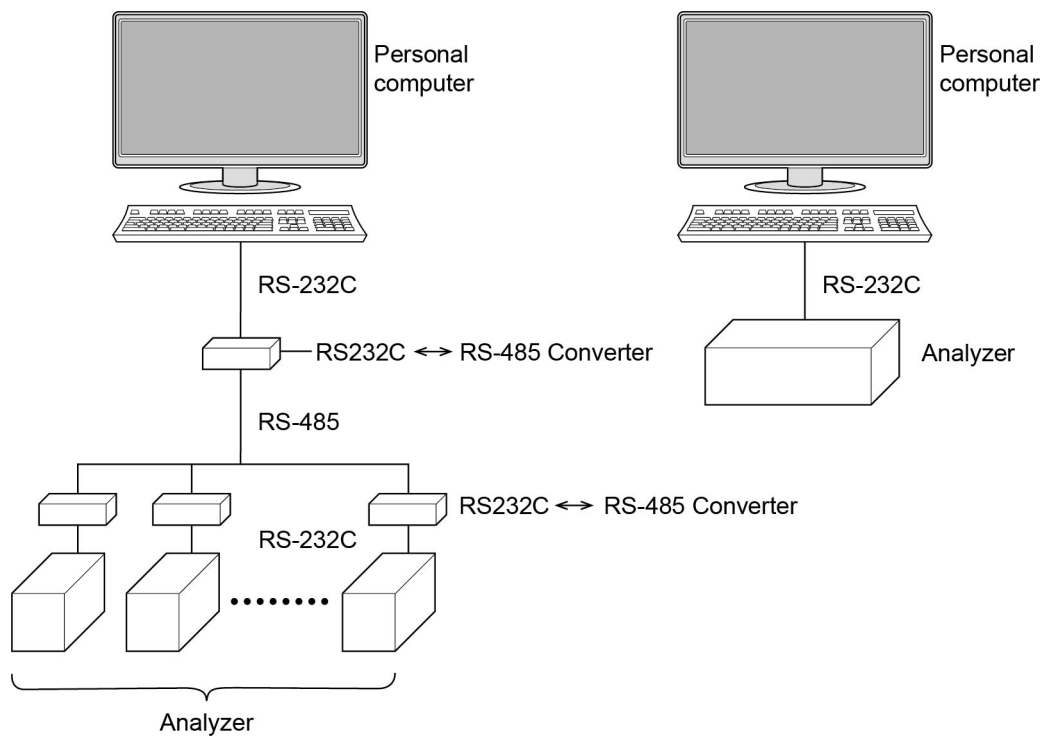 Personal
computer
Personal
computer
RS-232C
RS-232C
RS232C ↔ RS-485 Converter
Analyzer
RS-485
RS232C ↔ RS-485 Converter
RS-232C
Analyzer